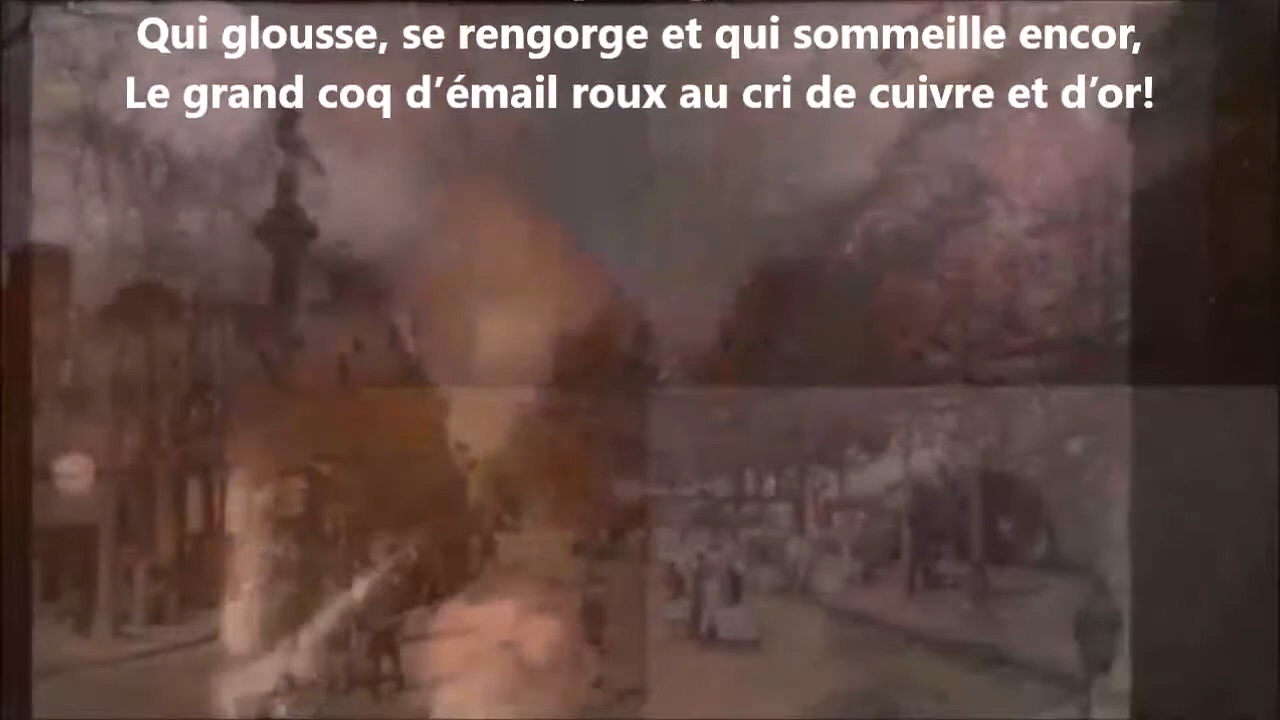 Qui glousse, se rengorge et qui sommeille encor,
Le grand coq d’émail roux au cri de cuivre et d’or!